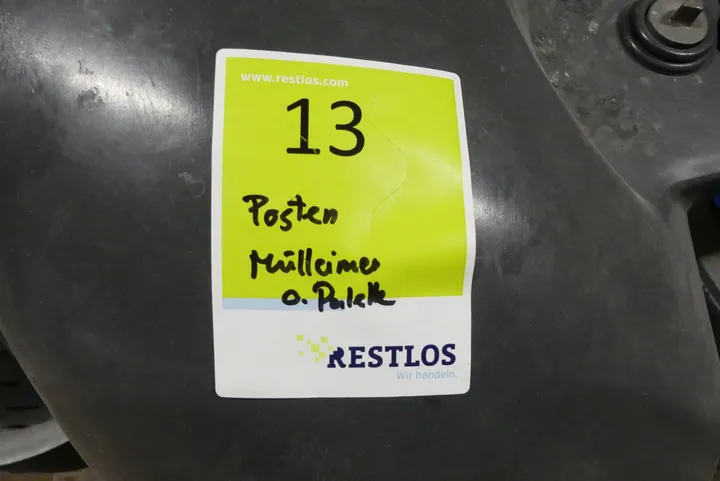 www.restlos.com
13
Posten
Mülleimer
o. Palette
RESTLOS
Wir handeln.